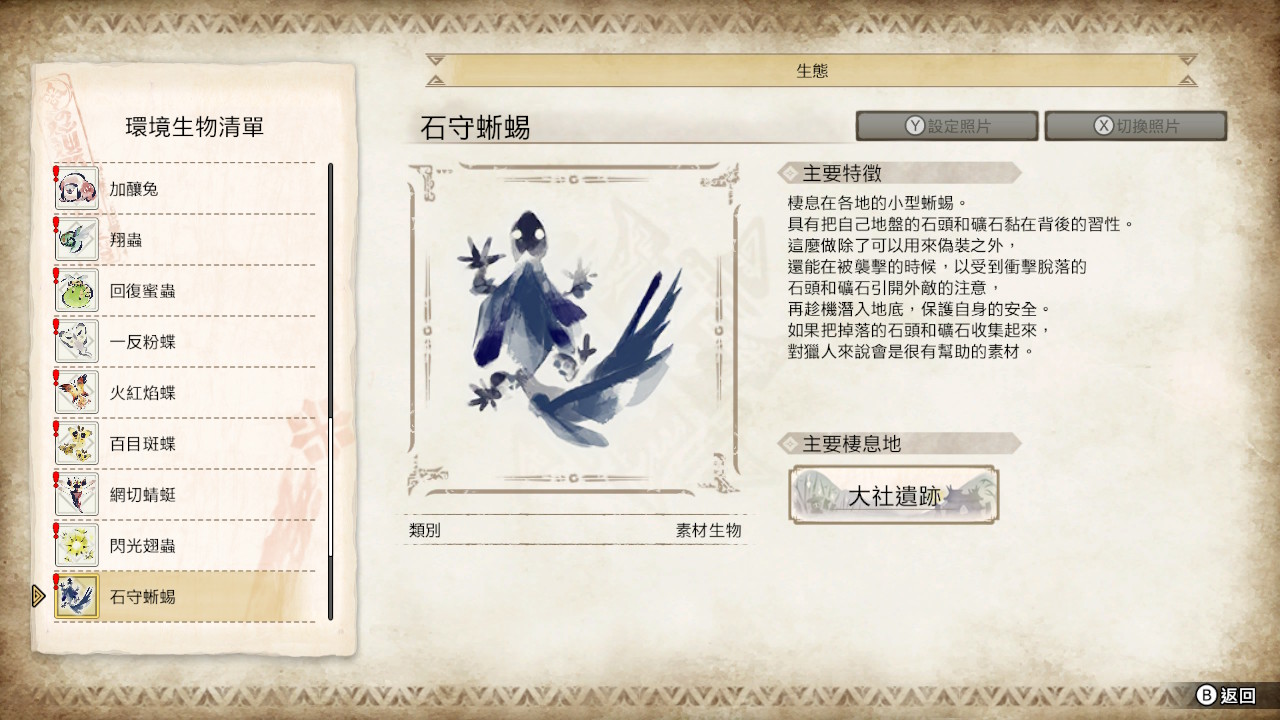 生態
環境生物清單
加釀兔
翔蟲
回復蜜蟲
一反粉蝶
火紅焰蝶
百目斑蝶
網切蜻蜓
閃光翅蟲
石守蜥蜴
石守蜥蜴
Y設定照片
X切換照片
主要特徵
棲息在各地的小型蜥蜴。
具有把自己地盤的石頭和礦石黏在背後的習性。
這麼做除了可以用來偽裝之外，
還能在被襲擊的時候，以受到衝擊脫落的
石頭和礦石引開外敵的注意，
再趁機潛入地底，保護自身的安全。
如果把掉落的石頭和礦石收集起來，
對獵人來說會是很有幫助的素材。
主要棲息地
大社遺跡
類別 素材生物
B返回